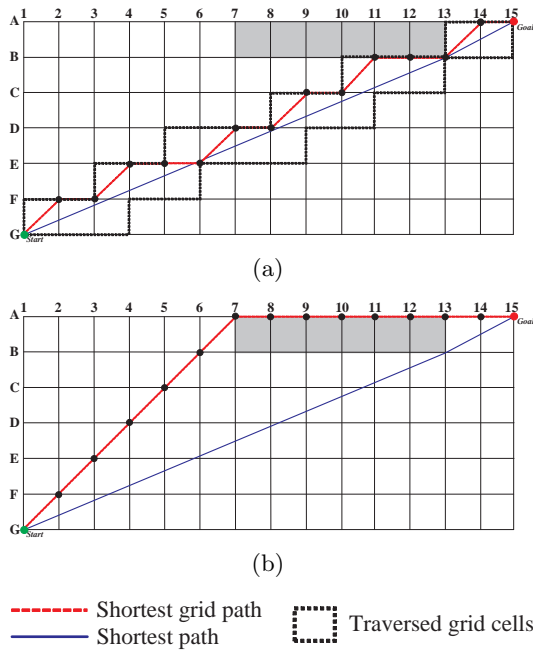 1 2 3 4 5 6 7 8 9 10 11 12 13 14 15
A
Goal
B
C
D
E
F
G
Start
(a)
1 2 3 4 5 6 7 8 9 10 11 12 13 14 15
A
Goal
B
C
D
E
F
G
Start
(b)
Shortest grid path
Shortest path
Traversed grid cells